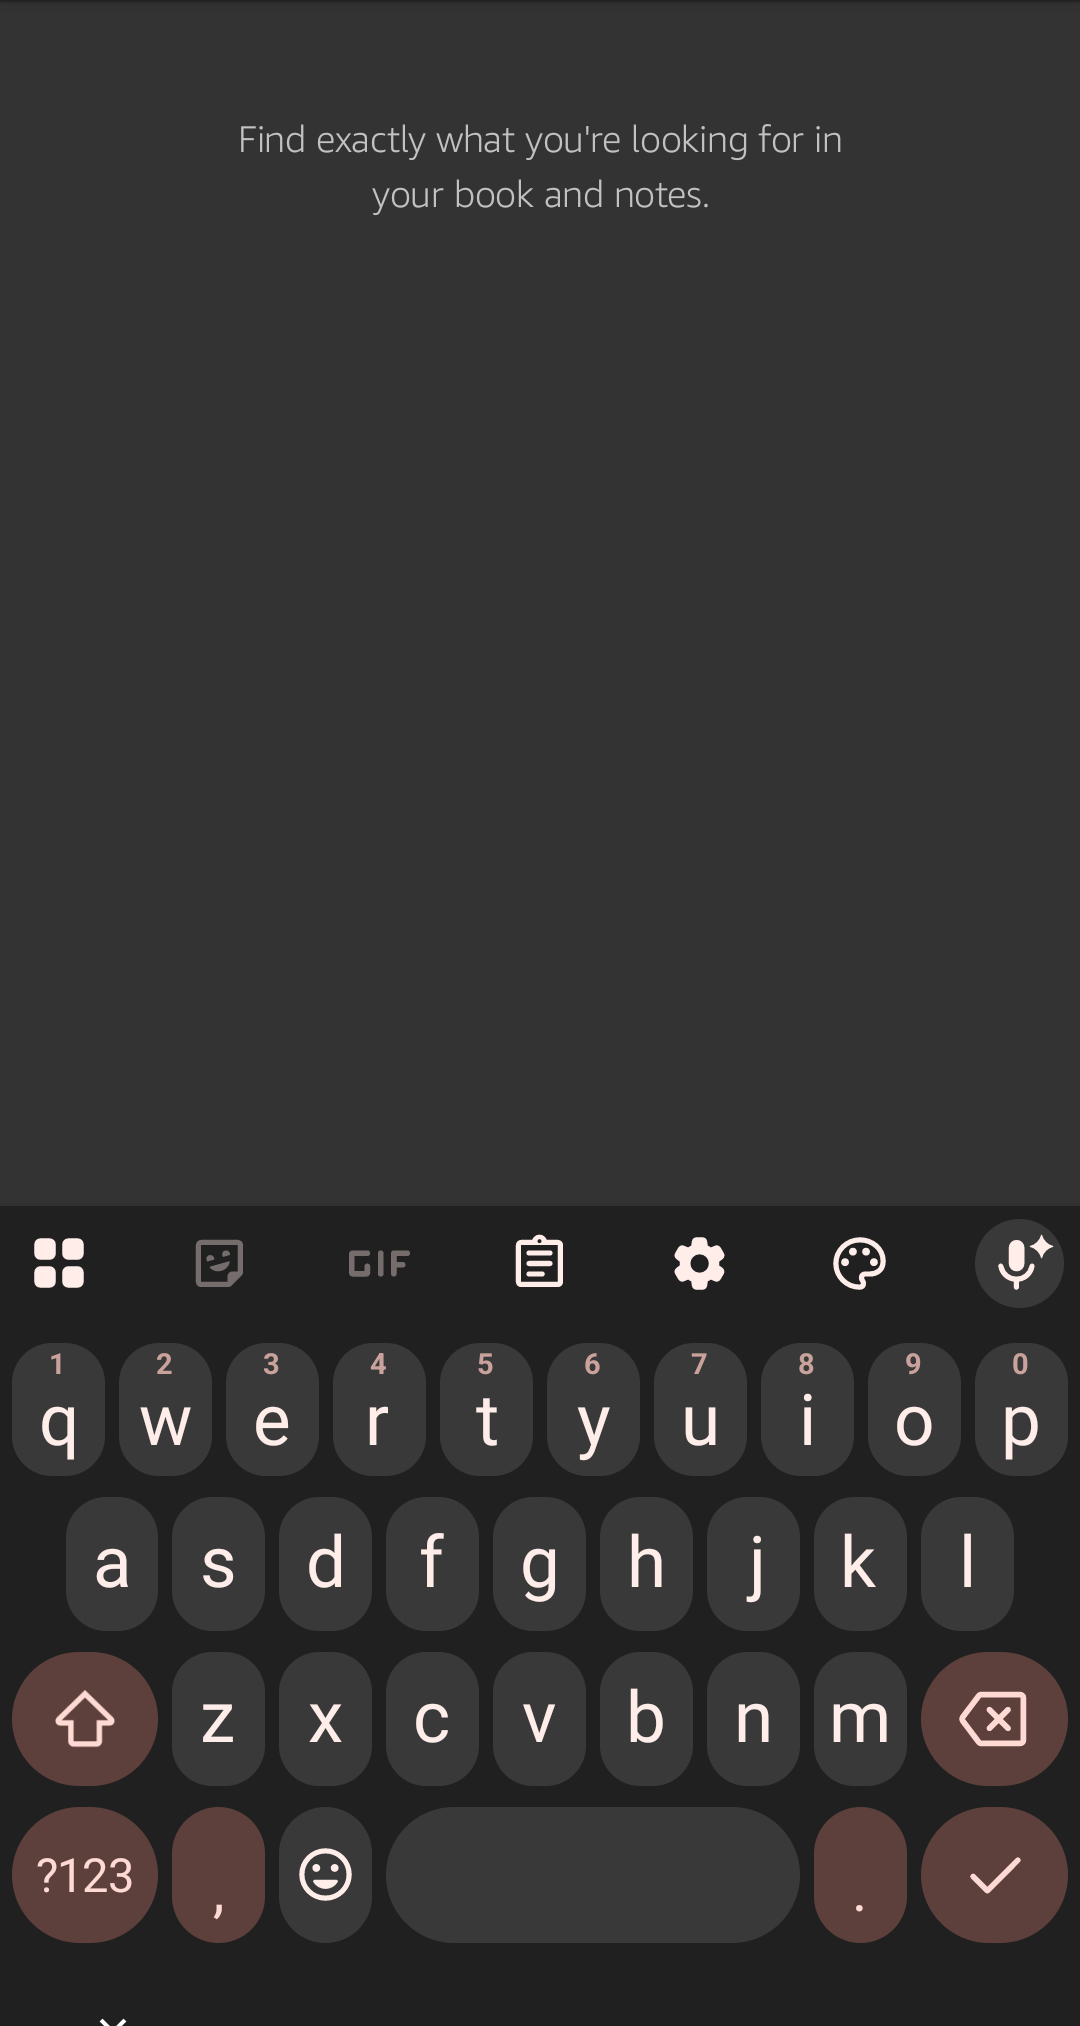 Find exactly what you're looking for in
your book and notes.
GIF
1 2 3 4 5 6 7 8 9 0
q w e r t y u i o p
a s d f g h j k l
z x c v b n m
?123 , .